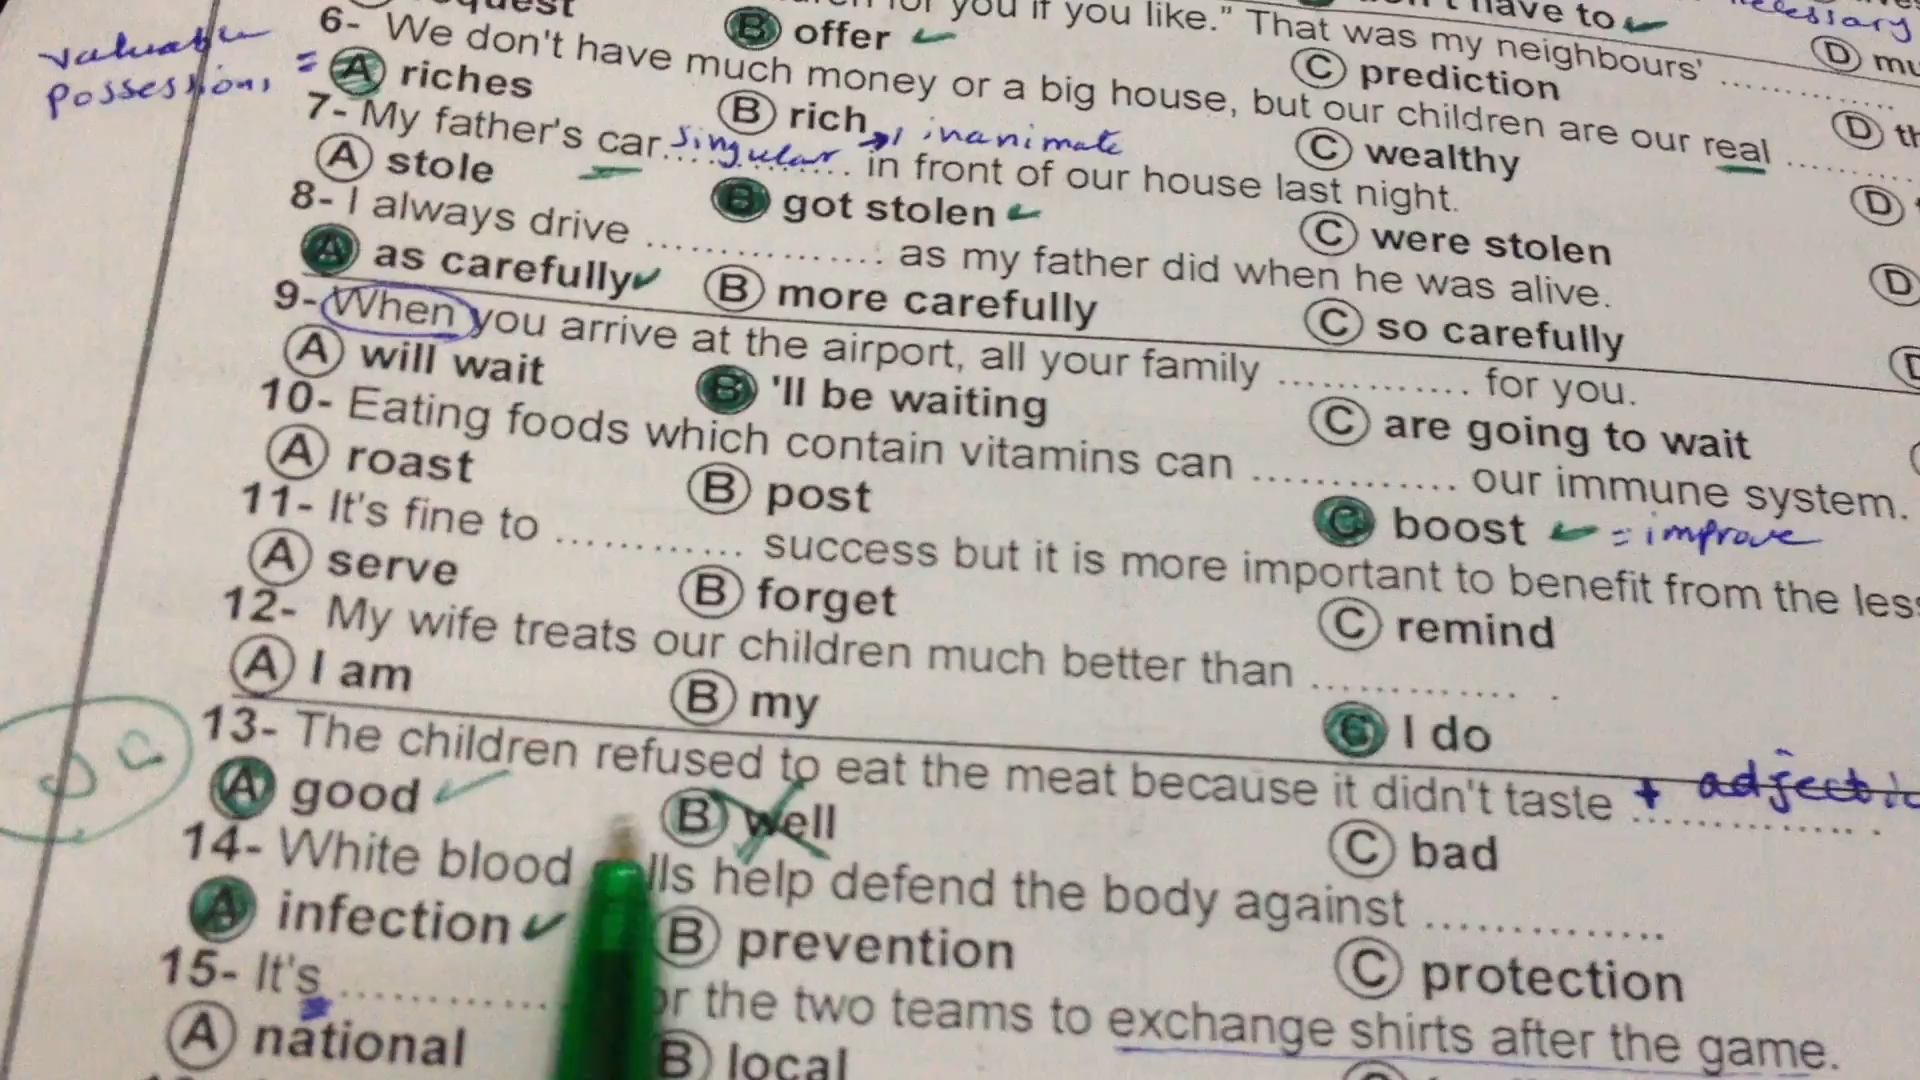 you if you like." That was my neighbours' ............
B offer
C prediction
6- We don't have much money or a big house, but our children are our real ......
valuable possessions =
A riches
B rich
C wealthy
7- My father's car ............ in front of our house last night.
singular → inanimate
A stole
B got stolen
C were stolen
8- I always drive ............... as my father did when he was alive.
A as carefully
B more carefully
C so carefully
9- When you arrive at the airport, all your family ............. for you.
A will wait
B 'll be waiting
C are going to wait
10- Eating foods which contain vitamins can ............. our immune system.
A roast
B post
C boost = improve
11- It's fine to ............ success but it is more important to benefit from the
A serve
B forget
C remind
12- My wife treats our children much better than .............
A I am
B my
C I do
13- The children refused to eat the meat because it didn't taste ...............
+
A good
B well
C bad
14- White blood help defend the body against ...............
A infection
B prevention
C protection
15- It's ............ the two teams to exchange shirts after the game.
A national
B local